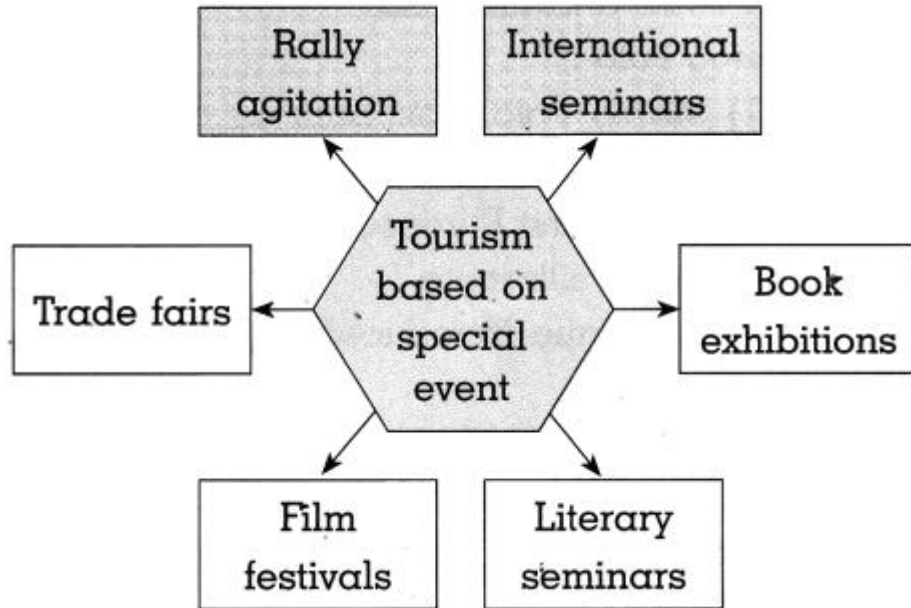 Rally
agitation
International
seminars
Trade fairs
Tourism
based on
special
event
Book
exhibitions
Film
festivals
Literary
seminars